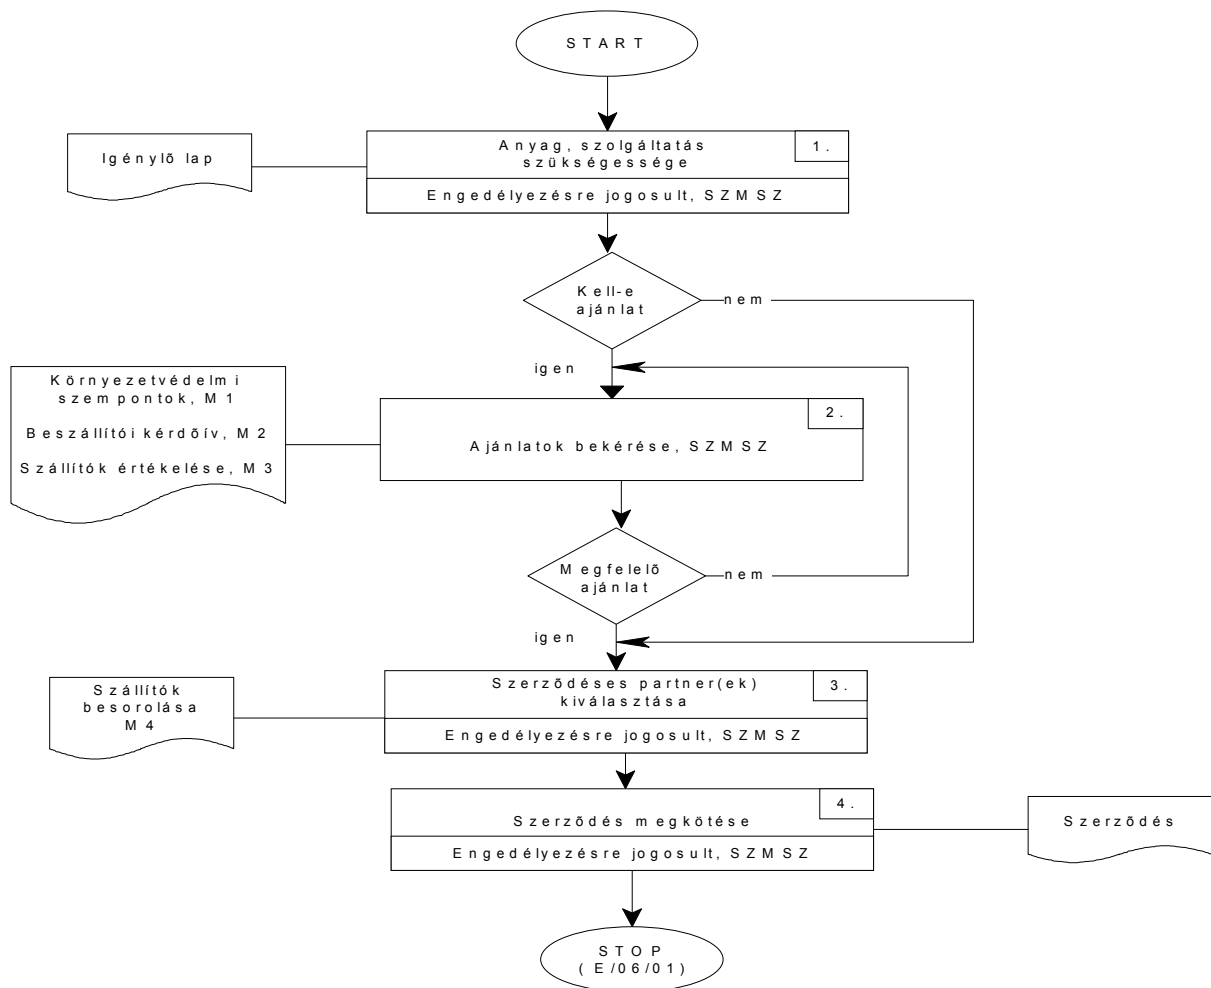 START
Igénylõ lap
Anyag, szolgáltatás
szükségessége
1.
Engedélyezésre jogosult, SZMSZ
Kell-e
ajánlat
nem
igen
Környezetvédelmi
szempontok, M1
Beszállítói kérdõív, M2
Szállítók értékelése, M3
2.
Ajánlatok bekérése, SZMSZ
Megfelelõ
ajánlat
nem
igen
Szállítók
besorolása
M4
Szerzõdéses partner(ek)
kiválasztása
3.
Engedélyezésre jogosult, SZMSZ
4.
Szerzõdés megkötése
Engedélyezésre jogosult, SZMSZ
Szerzõdés
STOP
( E/06/01)